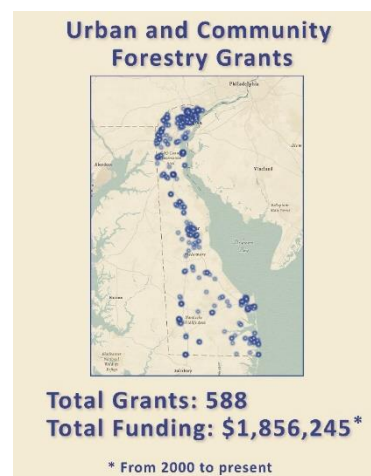 Urban and Community
Forestry Grants
Philadelphia
Vineland
Salisbury
Total Grants: 588
Total Funding: $1,856,245*
* From 2000 to present